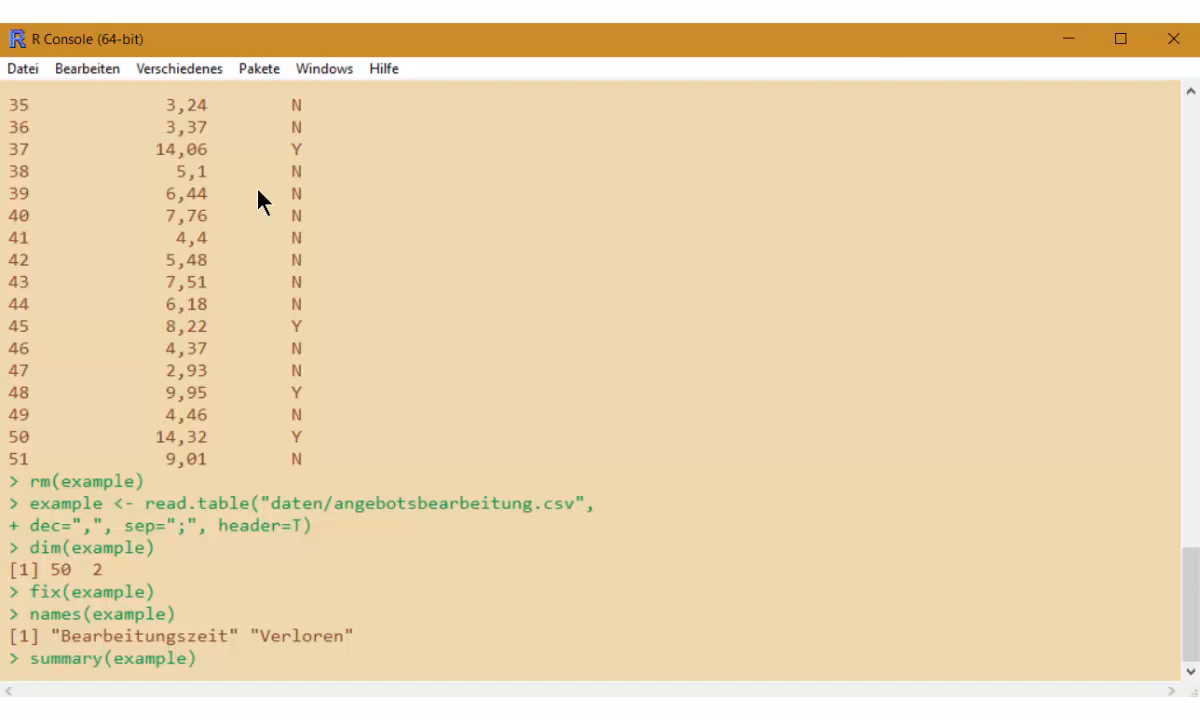 R Console (64-bit)
Datei Bearbeiten Verschiedenes Pakete Windows Hilfe
35 3,24 N
36 3,37 N
37 14,06 Y
38 5,1 N
39 6,44 N
40 7,76 N
41 4,4 N
42 5,48 N
43 7,51 N
44 6,18 N
45 8,22 Y
46 4,37 N
47 2,93 N
48 9,95 Y
49 4,46 N
50 14,32 Y
51 9,01 N
> rm(example)
> example <- read.table("daten/angebotsbearbeitung.csv",
+ dec=",", sep=";", header=T)
> dim(example)
[1] 50 2
> fix(example)
> names(example)
[1] "Bearbeitungszeit" "Verloren"
> summary(example)